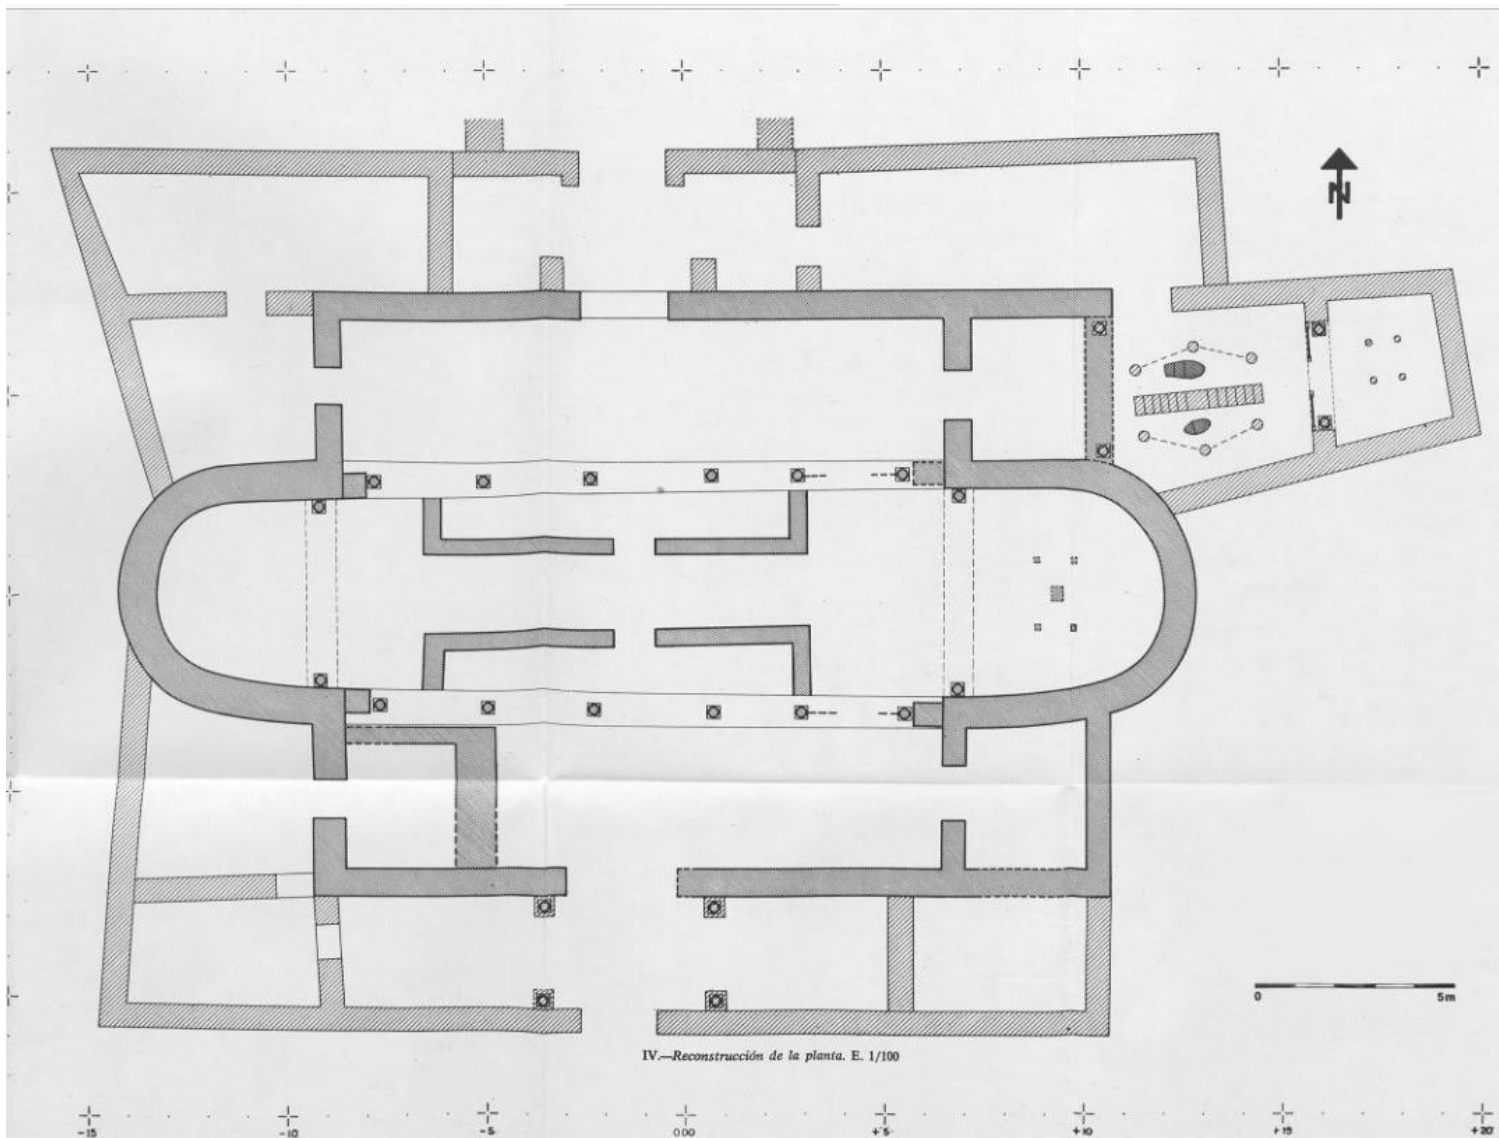 N
0 5m
IV.—Reconstrucción de la planta. E. 1/100
-15 -10 -5 0.00 +5 +10 +15 +20